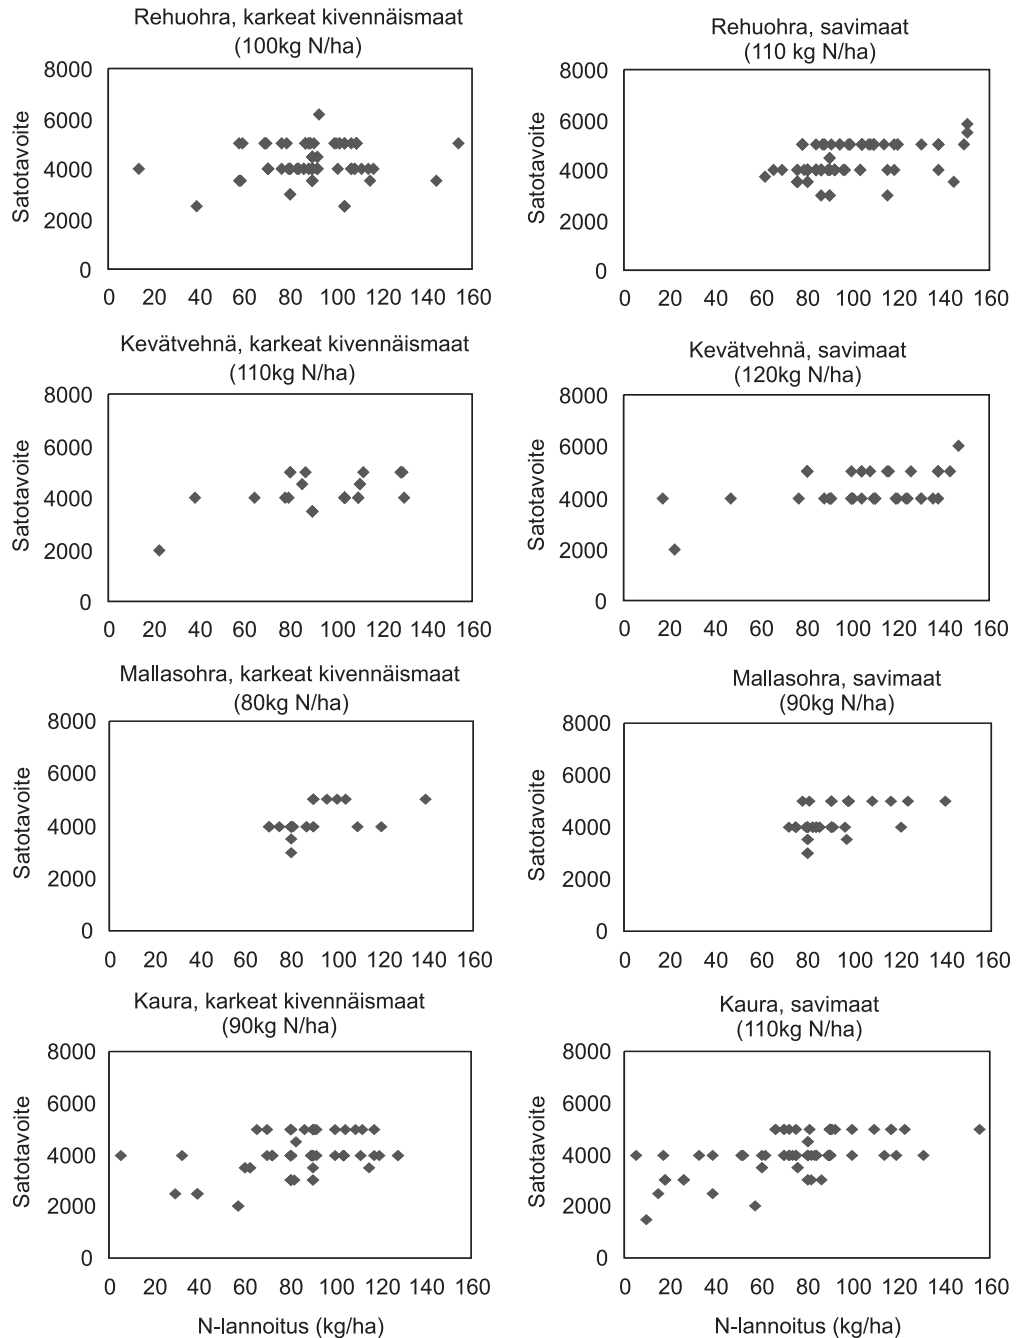 Rehuohra, karkeat kivennäismaat
(100kg N/ha)
Satotavoite
8000
6000
4000
2000
0
0 20 40 60 80 100 120 140 160
Rehuohra, savimaat
(110 kg N/ha)
Satotavoite
8000
6000
4000
2000
0
0 20 40 60 80 100 120 140 160
Kevätvehnä, karkeat kivennäismaat
(110kg N/ha)
Satotavoite
8000
6000
4000
2000
0
0 20 40 60 80 100 120 140 160
Kevätvehnä, savimaat
(120kg N/ha)
Satotavoite
8000
6000
4000
2000
0
0 20 40 60 80 100 120 140 160
Mallasohra, karkeat kivennäismaat
(80kg N/ha)
Satotavoite
8000
6000
4000
2000
0
0 20 40 60 80 100 120 140 160
Mallasohra, savimaat
(90kg N/ha)
Satotavoite
8000
6000
4000
2000
0
0 20 40 60 80 100 120 140 160
Kaura, karkeat kivennäismaat
(90kg N/ha)
Satotavoite
8000
6000
4000
2000
0
0 20 40 60 80 100 120 140 160
N-lannoitus (kg/ha)
Kaura, savimaat
(110kg N/ha)
Satotavoite
8000
6000
4000
2000
0
0 20 40 60 80 100 120 140 160
N-lannoitus (kg/ha)